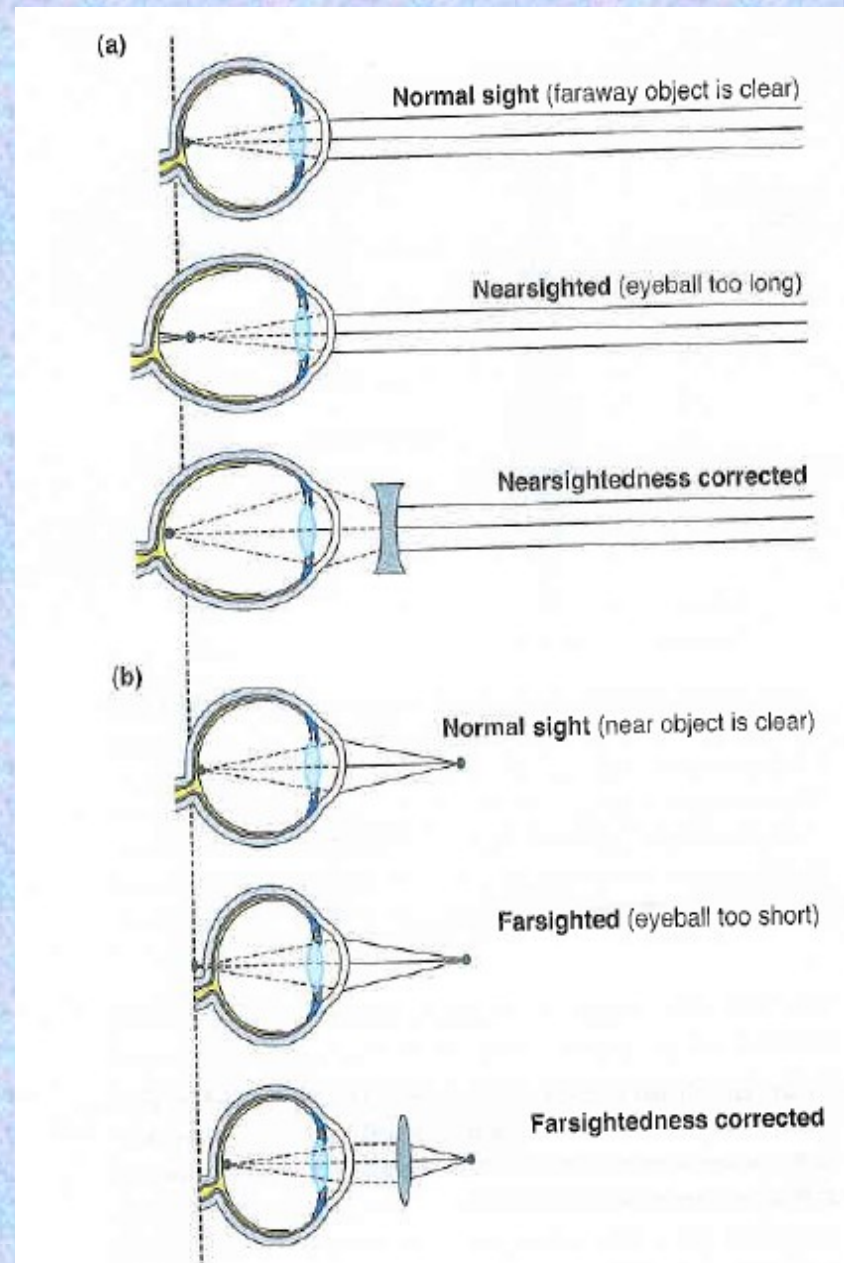 (a)
Normal sight (faraway object is clear)
Nearsighted (eyeball too long)
Nearsightedness corrected
(b)
Normal sight (near object is clear)
Farsighted (eyeball too short)
Farsightedness corrected